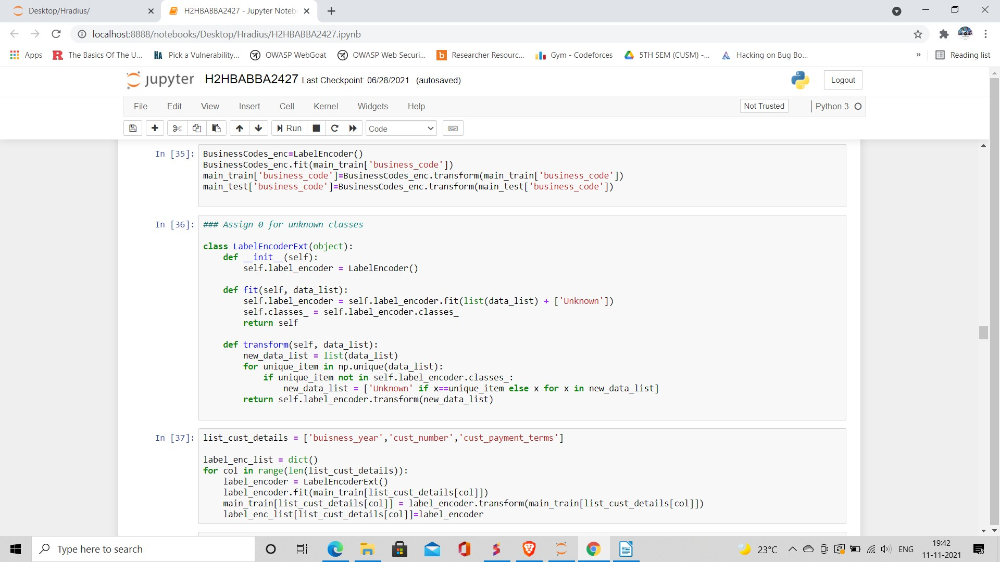 Desktop/Hradius/
H2HBABBA2427 - Jupyter Noteb
localhost:8888/notebooks/Desktop/Hradius/H2HBABBA2427.ipynb
Apps
The Basics Of The U...
HA Pick a Vulnerability...
OWASP WebGoat
OWASP Web Securi...
b Researcher Resourc...
Gym - Codeforces
5TH SEM (CUSM) -...
Hacking on Bug Bo...
»
Reading list
jupyter H2HBABBA2427 Last Checkpoint: 06/28/2021 (autosaved)
Logout
File Edit View Insert Cell Kernel Widgets Help
Not Trusted
Python 3
Run
Code
In [35]:
BusinessCodes_enc=LabelEncoder()
BusinessCodes_enc.fit(main_train['business_code'])
main_train['business_code']=BusinessCodes_enc.transform(main_train['business_code'])
main_test['business_code']=BusinessCodes_enc.transform(main_test['business_code'])
In [36]:
### Assign 0 for unknown classes
class LabelEncoderExt(object):
    def __init__(self):
        self.label_encoder = LabelEncoder()
    def fit(self, data_list):
        self.label_encoder = self.label_encoder.fit(list(data_list) + ['Unknown'])
        self.classes_ = self.label_encoder.classes_
        return self
    def transform(self, data_list):
        new_data_list = list(data_list)
        for unique_item in np.unique(data_list):
            if unique_item not in self.label_encoder.classes_:
                new_data_list = ['Unknown' if x==unique_item else x for x in new_data_list]
        return self.label_encoder.transform(new_data_list)
In [37]:
list_cust_details = ['buisness_year','cust_number','cust_payment_terms']
label_enc_list = dict()
for col in range(len(list_cust_details)):
    label_encoder = LabelEncoderExt()
    label_encoder.fit(main_train[list_cust_details[col]])
    main_train[list_cust_details[col]] = label_encoder.transform(main_train[list_cust_details[col]])
    label_enc_list[list_cust_details[col]]=label_encoder
Type here to search
23°C
ENG
19:42
11-11-2021